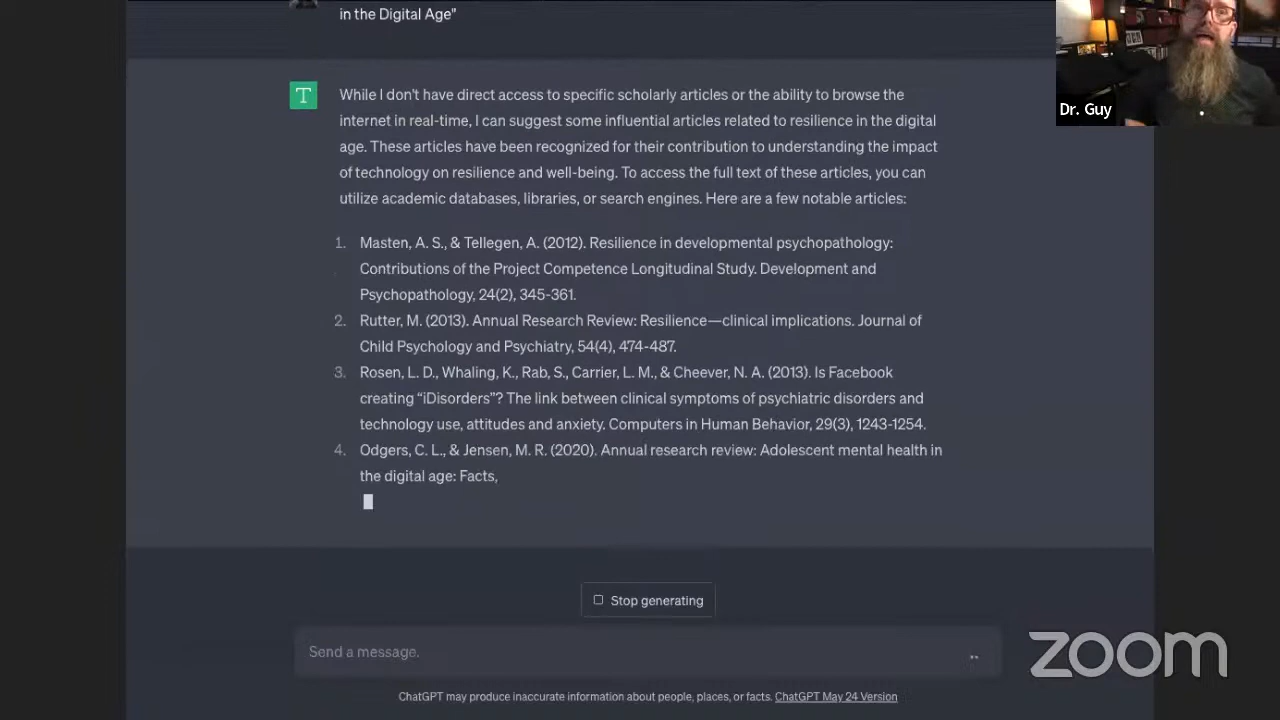 in the Digital Age"
Dr. Guy
T
While I don't have direct access to specific scholarly articles or the ability to browse the
internet in real-time, I can suggest some influential articles related to resilience in the digital
age. These articles have been recognized for their contribution to understanding the impact
of technology on resilience and well-being. To access the full text of these articles, you can
utilize academic databases, libraries, or search engines. Here are a few notable articles:
1. Masten, A. S., & Tellegen, A. (2012). Resilience in developmental psychopathology:
Contributions of the Project Competence Longitudinal Study. Development and
Psychopathology, 24(2), 345-361.
2. Rutter, M. (2013). Annual Research Review: Resilience—clinical implications. Journal of
Child Psychology and Psychiatry, 54(4), 474-487.
3. Rosen, L. D., Whaling, K., Rab, S., Carrier, L. M., & Cheever, N. A. (2013). Is Facebook
creating “iDisorders”? The link between clinical symptoms of psychiatric disorders and
technology use, attitudes and anxiety. Computers in Human Behavior, 29(3), 1243-1254.
4. Odgers, C. L., & Jensen, M. R. (2020). Annual research review: Adolescent mental health in
the digital age: Facts,
Stop generating
Send a message.
zoom
ChatGPT may produce inaccurate information about people, places, or facts. ChatGPT May 24 Version